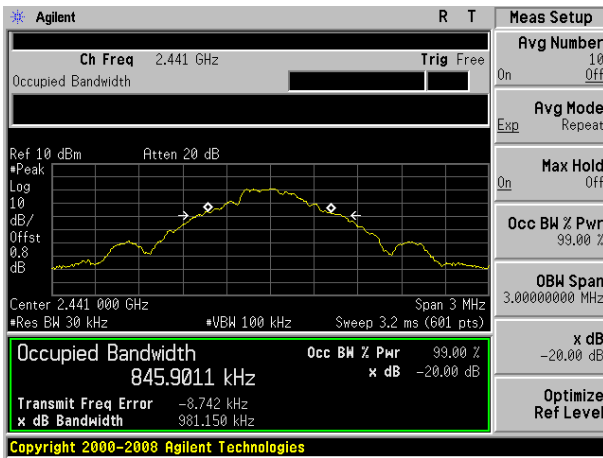 Agilent R T
Ch Freq 2.441 GHz Trig Free
Occupied Bandwidth
Ref 10 dBm Atten 20 dB
#Peak
Log
10
dB/
Offst
0.8
dB
Center 2.441 000 GHz Span 3 MHz
#Res BW 30 kHz #VBW 100 kHz Sweep 3.2 ms (601 pts)
Occupied Bandwidth Occ BW % Pwr 99.00 %
845.9011 kHz x dB -20.00 dB
Transmit Freq Error -8.742 kHz
x dB Bandwidth 981.150 kHz
Copyright 2000-2008 Agilent Technologies
Meas Setup
Avg Number
10
On Off
Avg Mode
Exp Repeat
Max Hold
On Off
Occ BW % Pwr
99.00 %
OBW Span
3.00000000 MHz
x dB
-20.00 dB
Optimize
Ref Level